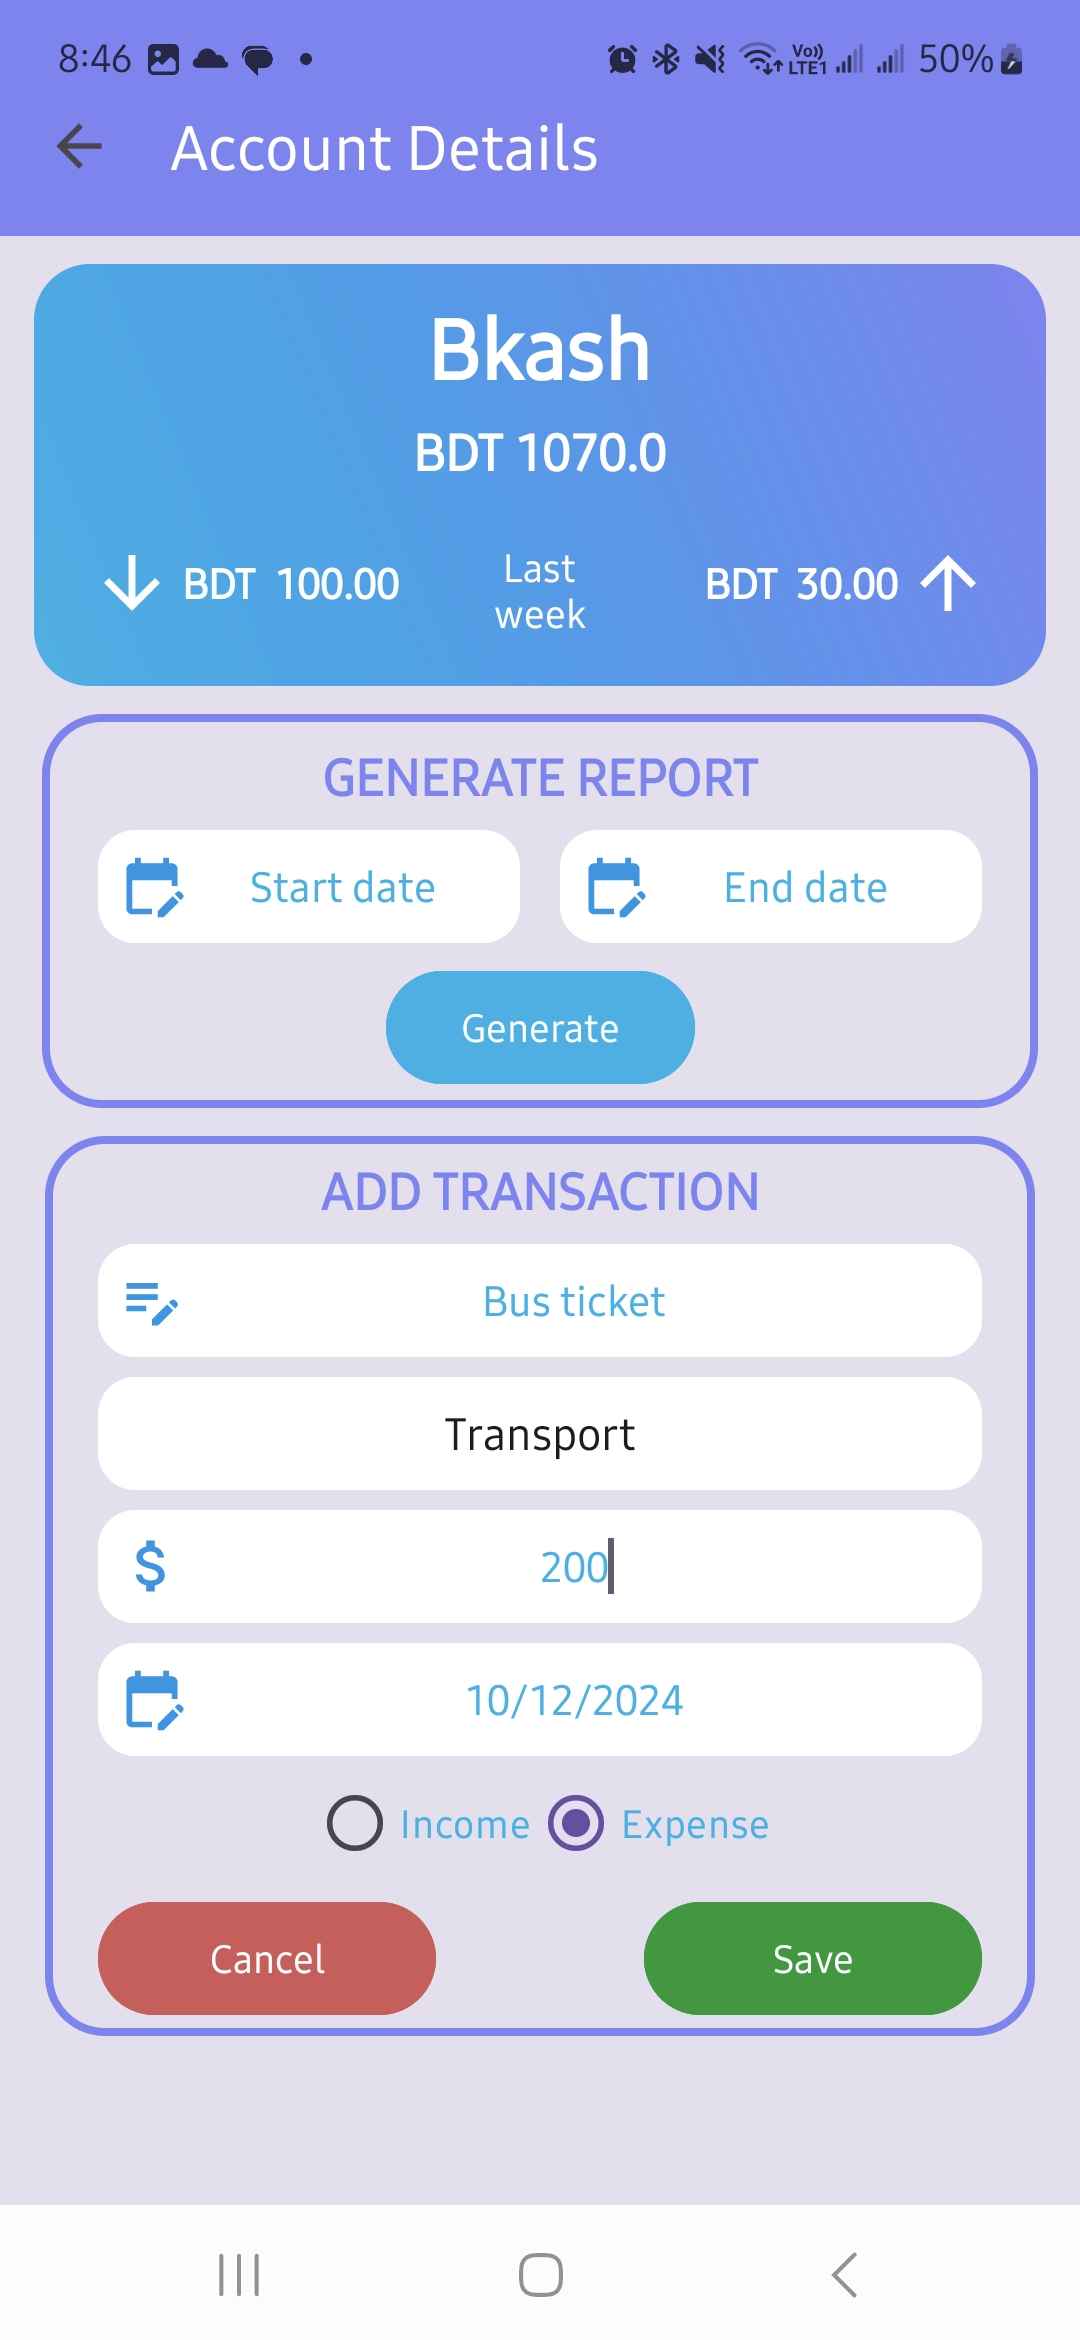 8:46 Vo)) LTE1 50%
Account Details
Bkash
BDT 1070.0
BDT 100.00 Last week BDT 30.00
GENERATE REPORT
Start date End date
Generate
ADD TRANSACTION
Bus ticket
Transport
$ 200
10/12/2024
Income Expense
Cancel Save